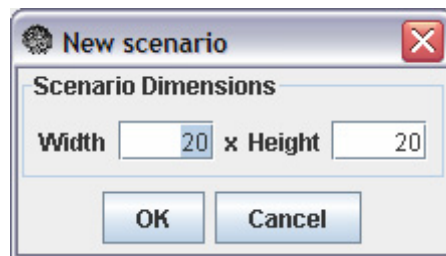 New scenario
Scenario Dimensions
Width 20 x Height 20
OK Cancel